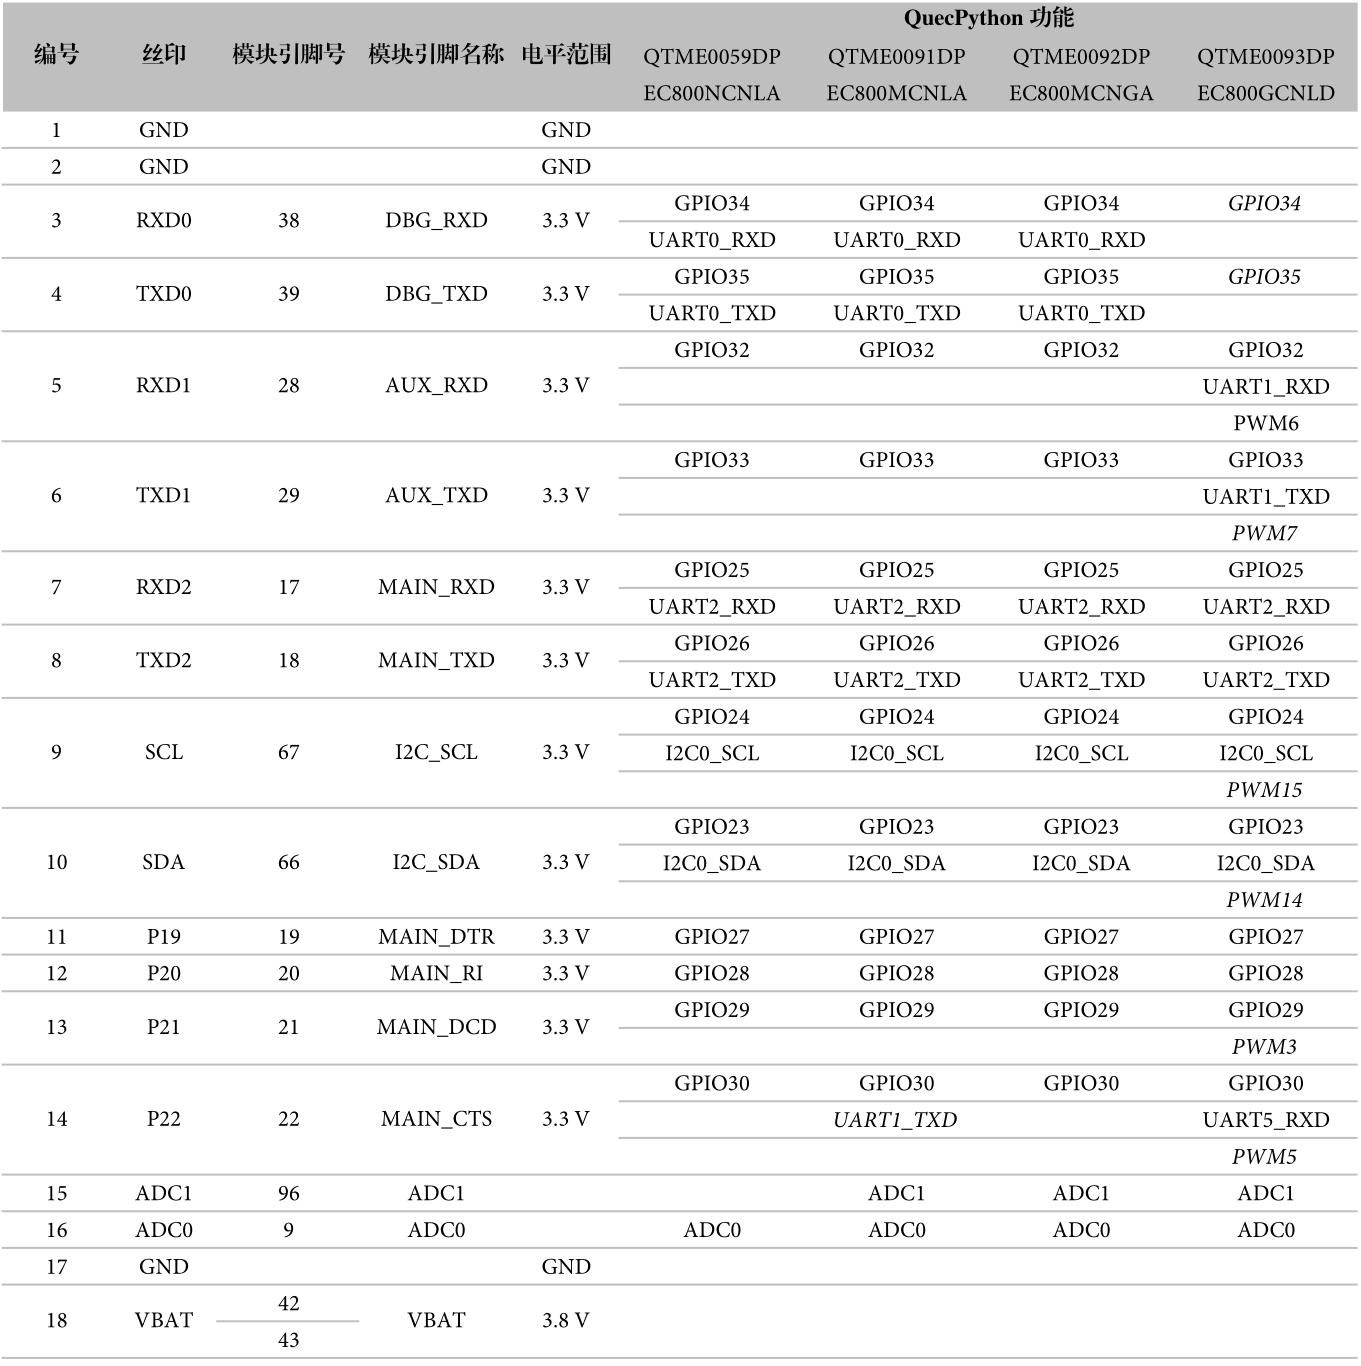 QuecPython 功能
编号 丝印 模块引脚号 模块引脚名称 电平范围 QTME0059DP QTME0091DP QTME0092DP QTME0093DP
EC800NCNLA EC800MCNLA EC800MCNGA EC800GCNLD
1 GND GND
2 GND GND
3 RXD0 38 DBG_RXD 3.3 V GPIO34 GPIO34 GPIO34 GPIO34
UART0_RXD UART0_RXD UART0_RXD
4 TXD0 39 DBG_TXD 3.3 V GPIO35 GPIO35 GPIO35 GPIO35
UART0_TXD UART0_TXD UART0_TXD
5 RXD1 28 AUX_RXD 3.3 V GPIO32 GPIO32 GPIO32 GPIO32
UART1_RXD
PWM6
6 TXD1 29 AUX_TXD 3.3 V GPIO33 GPIO33 GPIO33 GPIO33
UART1_TXD
PWM7
7 RXD2 17 MAIN_RXD 3.3 V GPIO25 GPIO25 GPIO25 GPIO25
UART2_RXD UART2_RXD UART2_RXD UART2_RXD
8 TXD2 18 MAIN_TXD 3.3 V GPIO26 GPIO26 GPIO26 GPIO26
UART2_TXD UART2_TXD UART2_TXD UART2_TXD
9 SCL 67 I2C_SCL 3.3 V GPIO24 GPIO24 GPIO24 GPIO24
I2C0_SCL I2C0_SCL I2C0_SCL I2C0_SCL
PWM15
10 SDA 66 I2C_SDA 3.3 V GPIO23 GPIO23 GPIO23 GPIO23
I2C0_SDA I2C0_SDA I2C0_SDA I2C0_SDA
PWM14
11 P19 19 MAIN_DTR 3.3 V GPIO27 GPIO27 GPIO27 GPIO27
12 P20 20 MAIN_RI 3.3 V GPIO28 GPIO28 GPIO28 GPIO28
13 P21 21 MAIN_DCD 3.3 V GPIO29 GPIO29 GPIO29 GPIO29
PWM3
14 P22 22 MAIN_CTS 3.3 V GPIO30 GPIO30 GPIO30 GPIO30
UART1_TXD UART5_RXD
PWM5
15 ADC1 96 ADC1 ADC1 ADC1 ADC1
16 ADC0 9 ADC0 ADC0 ADC0 ADC0 ADC0
17 GND GND
18 VBAT 42 VBAT 3.8 V
43